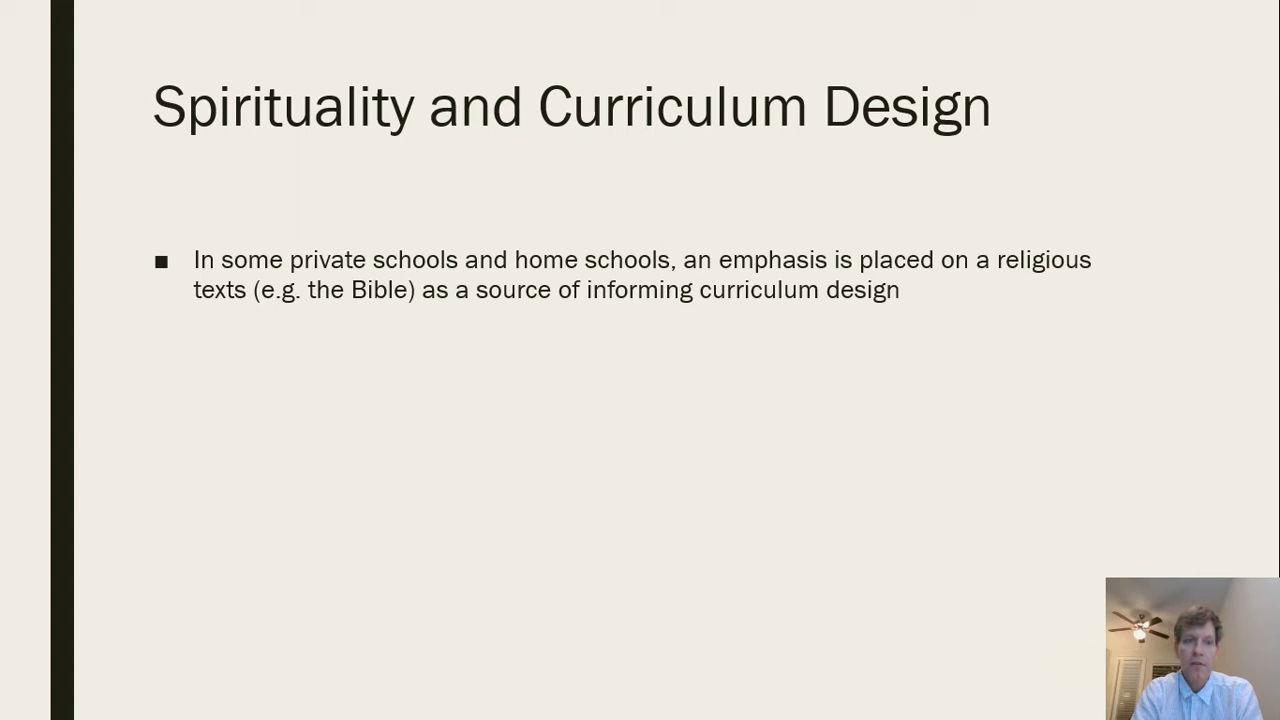 Spirituality and Curriculum Design
■ In some private schools and home schools, an emphasis is placed on a religious
texts (e.g. the Bible) as a source of informing curriculum design